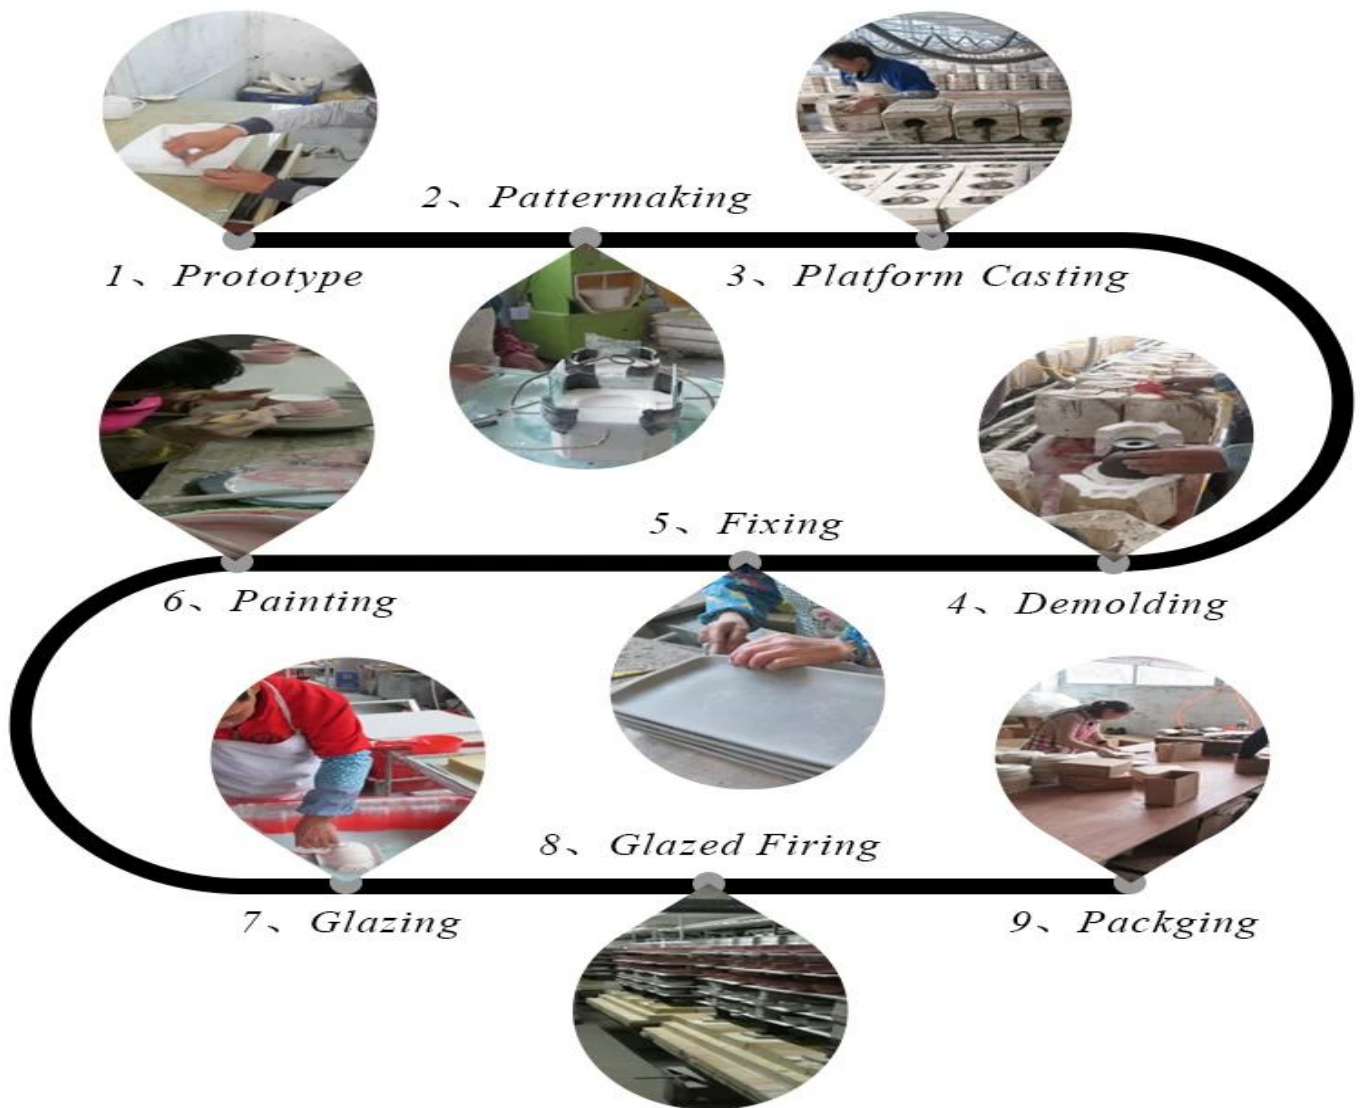 1、Prototype
2、Pattermaking
3、Platform Casting
4、Demolding
5、Fixing
6、Painting
7、Glazing
8、Glazed Firing
9、Packging